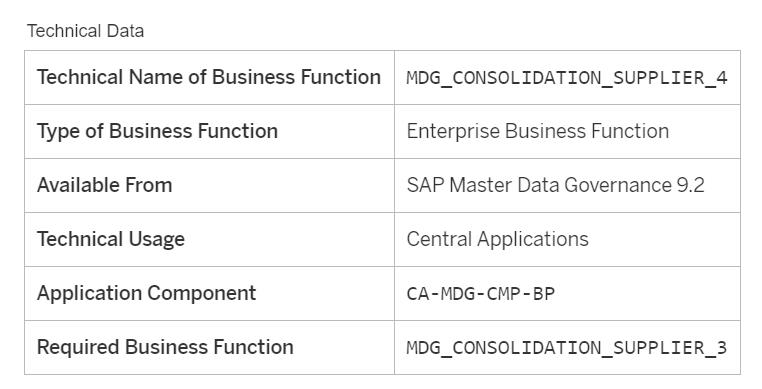 Technical Data
Technical Name of Business Function MDG_CONSOLIDATION_SUPPLIER_4
Type of Business Function Enterprise Business Function
Available From SAP Master Data Governance 9.2
Technical Usage Central Applications
Application Component CA-MDG-CMP-BP
Required Business Function MDG_CONSOLIDATION_SUPPLIER_3